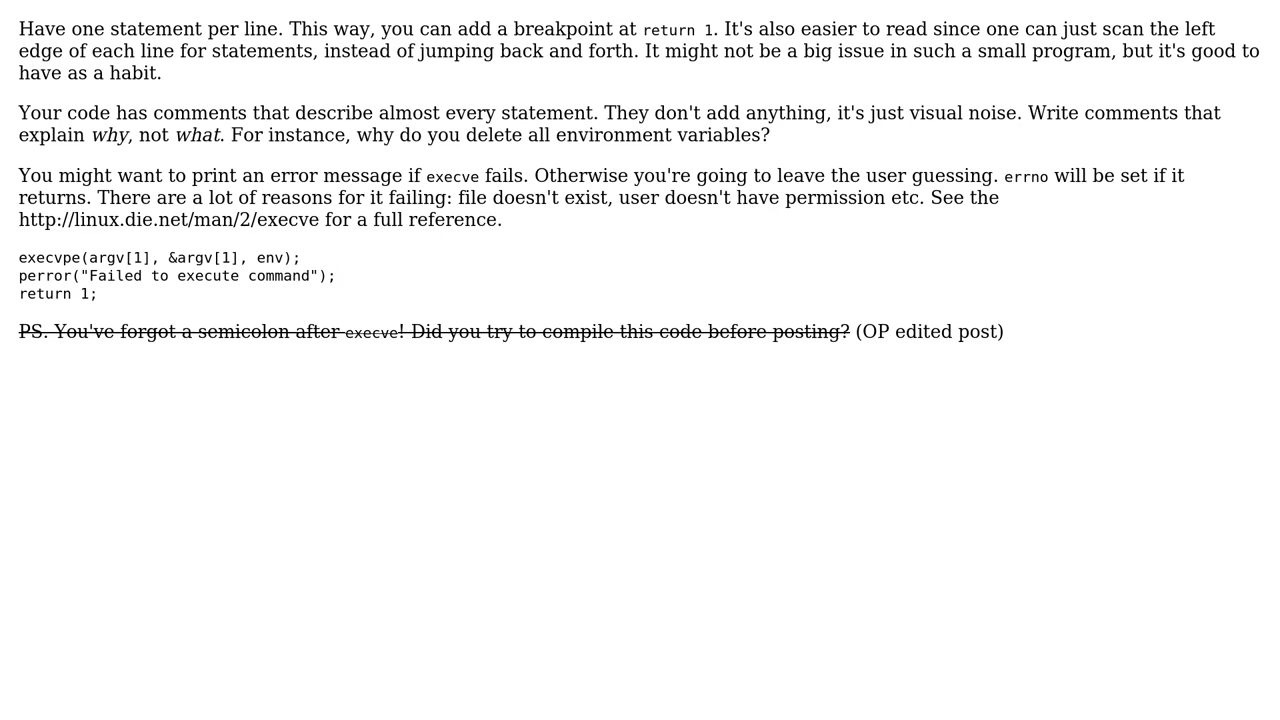 Have one statement per line. This way, you can add a breakpoint at return 1. It's also easier to read since one can just scan the left
edge of each line for statements, instead of jumping back and forth. It might not be a big issue in such a small program, but it's good to
have as a habit.
Your code has comments that describe almost every statement. They don't add anything, it's just visual noise. Write comments that
explain why, not what. For instance, why do you delete all environment variables?
You might want to print an error message if execve fails. Otherwise you're going to leave the user guessing. errno will be set if it
returns. There are a lot of reasons for it failing: file doesn't exist, user doesn't have permission etc. See the
http://linux.die.net/man/2/execve for a full reference.
execvpe(argv[1], &argv[1], env);
perror("Failed to execute command");
return 1;
PS. You've forgot a semicolon after execve! Did you try to compile this code before posting? (OP edited post)